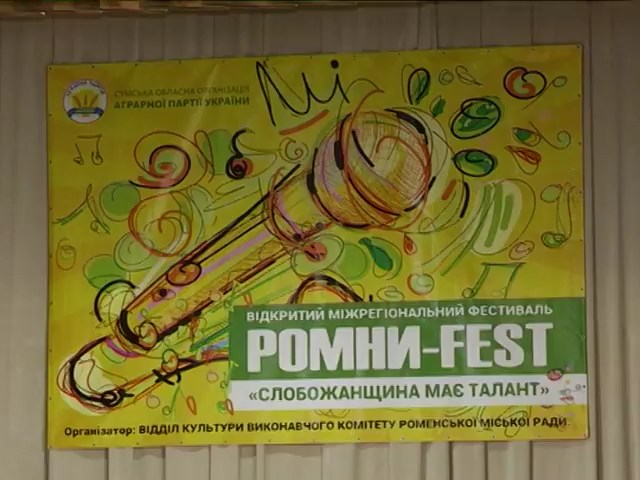 СУМСЬКА ОБЛАСНА ОРГАНІЗАЦІЯ
АГРАРНОЇ ПАРТІЇ УКРАЇНИ
ВІДКРИТИЙ МІЖРЕГІОНАЛЬНИЙ ФЕСТИВАЛЬ
РОМНИ-FEST
«СЛОБОЖАНЩИНА МАЄ ТАЛАНТ»
Організатор: ВІДДІЛ КУЛЬТУРИ ВИКОНАВЧОГО КОМІТЕТУ РОМЕНСЬКОЇ МІСЬКОЇ РАДИ